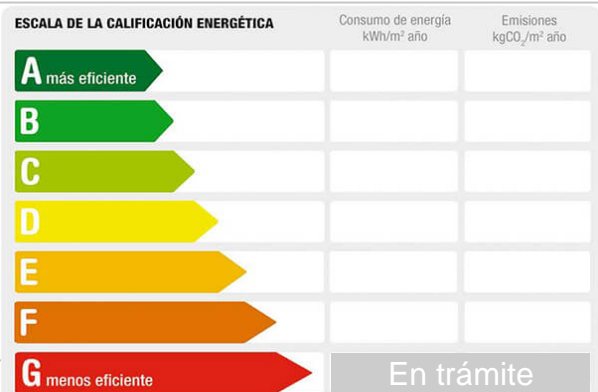 ESCALA DE LA CALIFICACIÓN ENERGÉTICA
Consumo de energía
kWh/m² año
Emisiones
kgCO₂/m² año
A más eficiente
B
C
D
E
F
G menos eficiente
En trámite